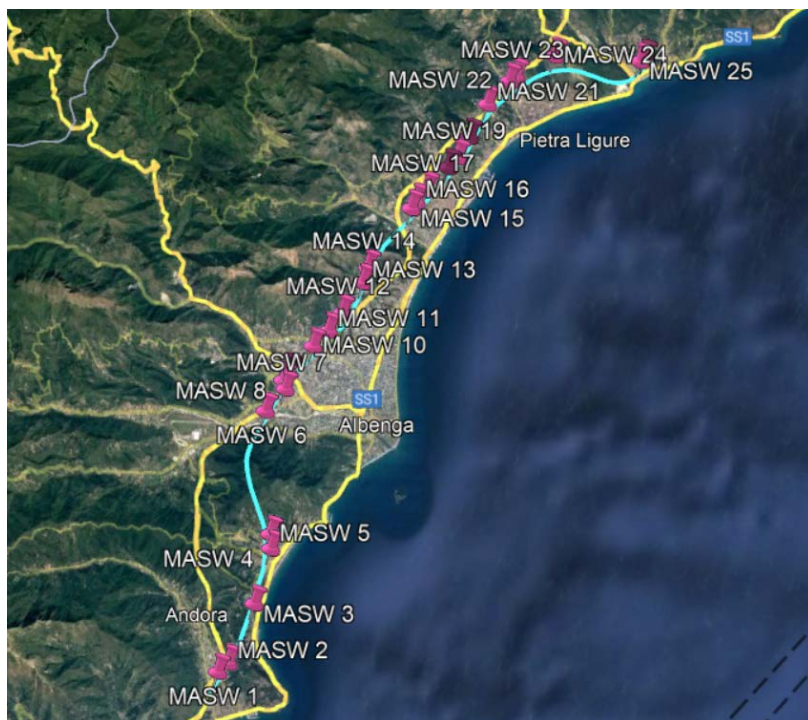 SS1
MASW 23
MASW 24
MASW 25
MASW 22
MASW 21
MASW 19
Pietra Ligure
MASW 17
MASW 16
MASW 15
MASW 14
MASW 13
MASW 12
MASW 11
MASW 10
MASW 7
MASW 8
SS1
MASW 6
Albenga
MASW 5
MASW 4
MASW 3
Andora
MASW 2
MASW 1